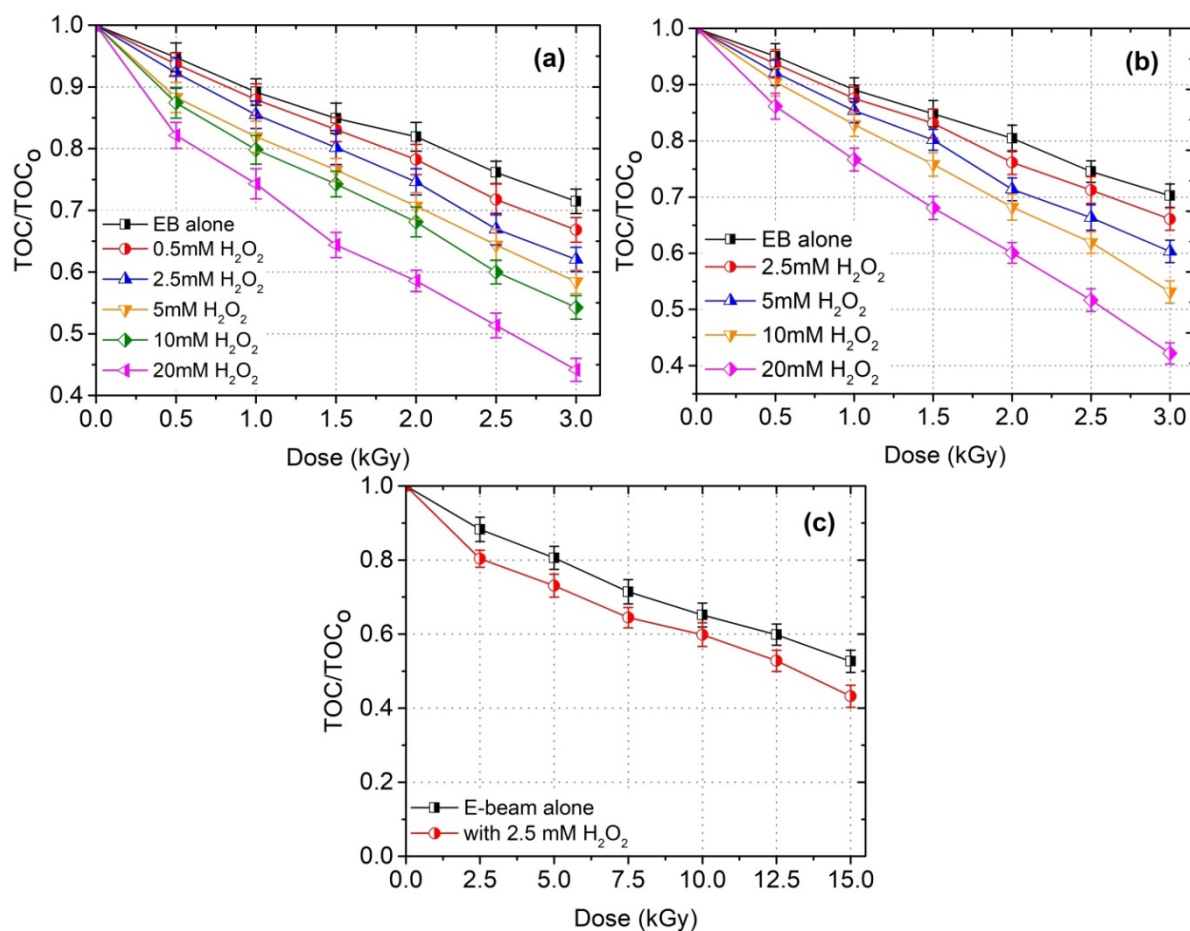 (a)
TOC/TOC₀
1.0
0.9
0.8
0.7
0.6
0.5
0.4
EB alone
0.5mM H₂O₂
2.5mM H₂O₂
5mM H₂O₂
10mM H₂O₂
20mM H₂O₂
0.0 0.5 1.0 1.5 2.0 2.5 3.0
Dose (kGy)
(b)
TOC/TOC₀
1.0
0.9
0.8
0.7
0.6
0.5
0.4
EB alone
2.5mM H₂O₂
5mM H₂O₂
10mM H₂O₂
20mM H₂O₂
0.0 0.5 1.0 1.5 2.0 2.5 3.0
Dose (kGy)
(c)
TOC/TOC₀
1.0
0.8
0.6
0.4
0.2
0.0
E-beam alone
with 2.5 mM H₂O₂
0.0 2.5 5.0 7.5 10.0 12.5 15.0
Dose (kGy)